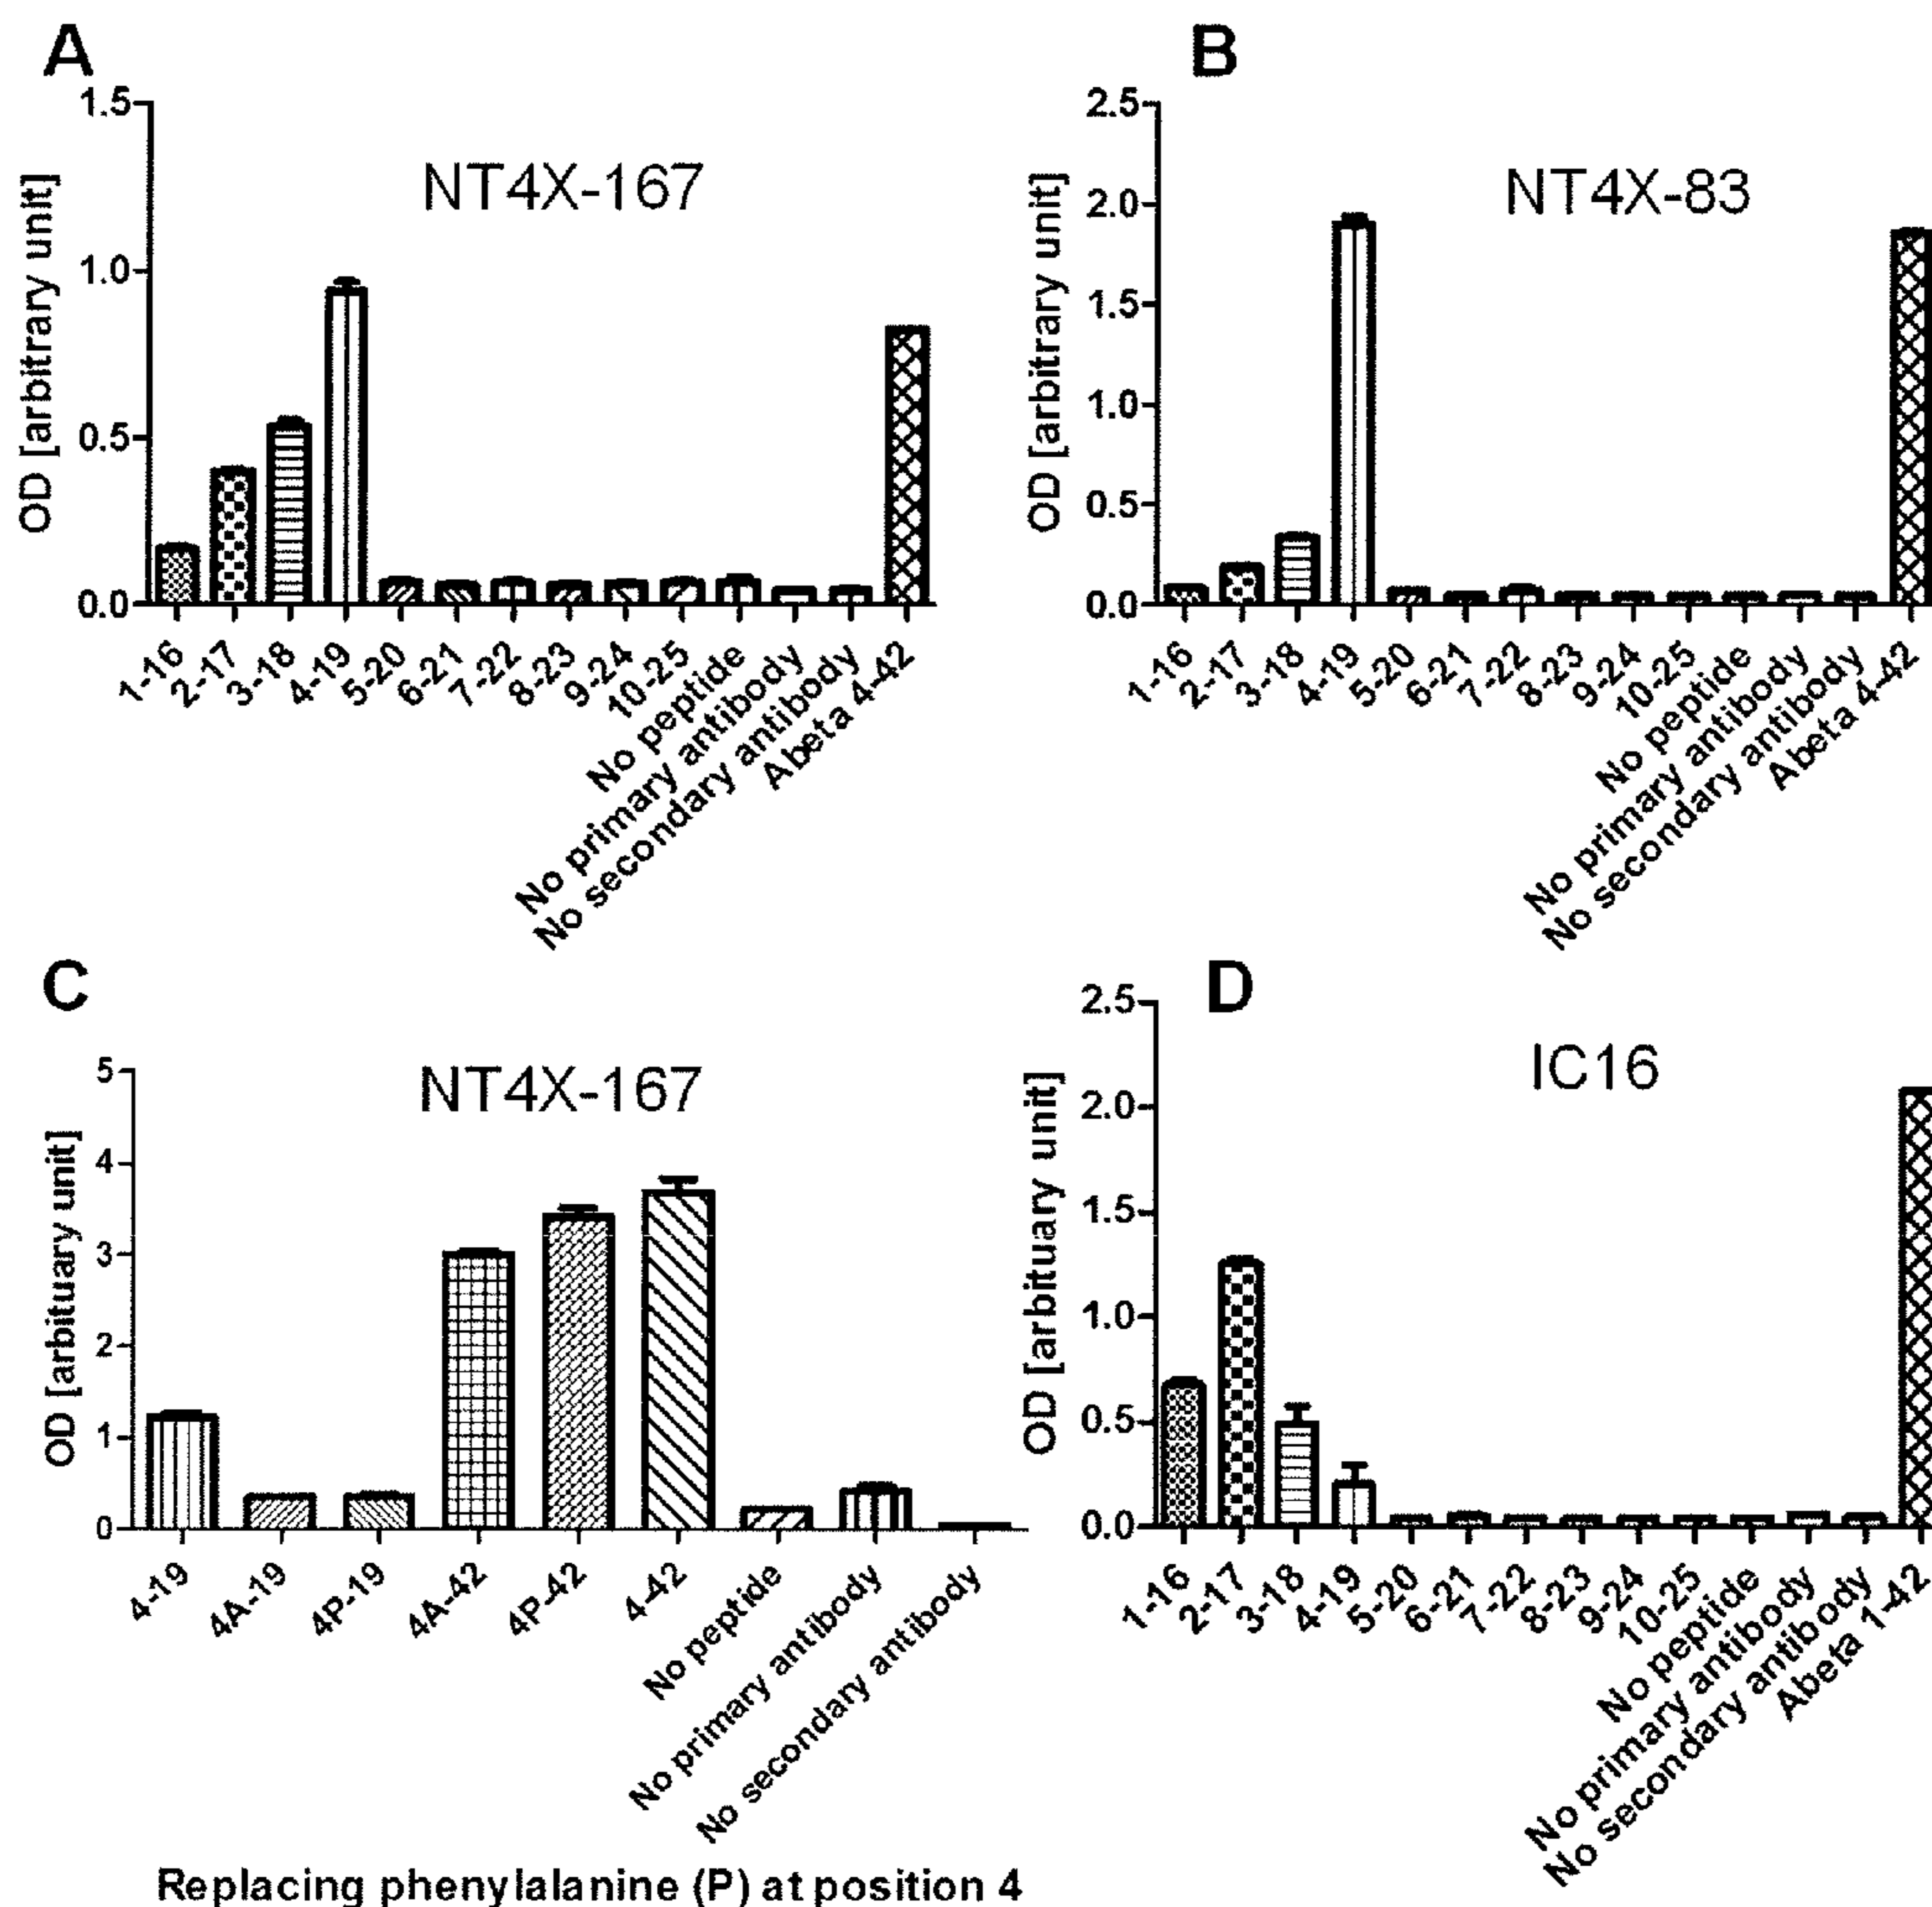 A
NT4X-167
OD [arbitrary unit]
1.5
1.0
0.5
0.0
1-16
2-17
3-18
4-19
5-20
6-21
7-22
8-23
9-24
10-25
No peptide
No primary antibody
No secondary antibody
Abeta 4-42
B
NT4X-83
OD [arbitrary unit]
2.5
2.0
1.5
1.0
0.5
0.0
1-16
2-17
3-18
4-19
5-20
6-21
7-22
8-23
9-24
10-25
No peptide
No primary antibody
No secondary antibody
Abeta 4-42
C
NT4X-167
OD [arbituary unit]
5
4
3
2
1
0
4-19
4A-19
4P-19
4A-42
4P-42
4-42
No peptide
No primary antibody
No secondary antibody
Replacing phenylalanine (P) at position 4
D
IC16
OD [arbituary unit]
2.5
2.0
1.5
1.0
0.5
0.0
1-16
2-17
3-18
4-19
5-20
6-21
7-22
8-23
9-24
10-25
No peptide
No primary antibody
No secondary antibody
Abeta 1-42